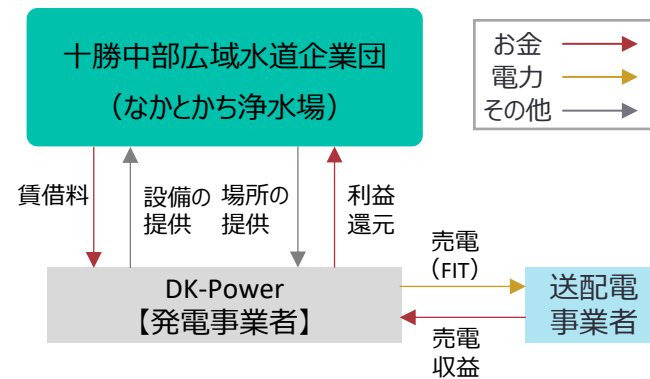 十勝中部広域水道企業団
（なかとかち浄水場）
お金
電力
その他
賃借料
設備の
提供
場所の
提供
利益
還元
売電
（FIT）
DK-Power
【発電事業者】
送配電
事業者
売電
収益